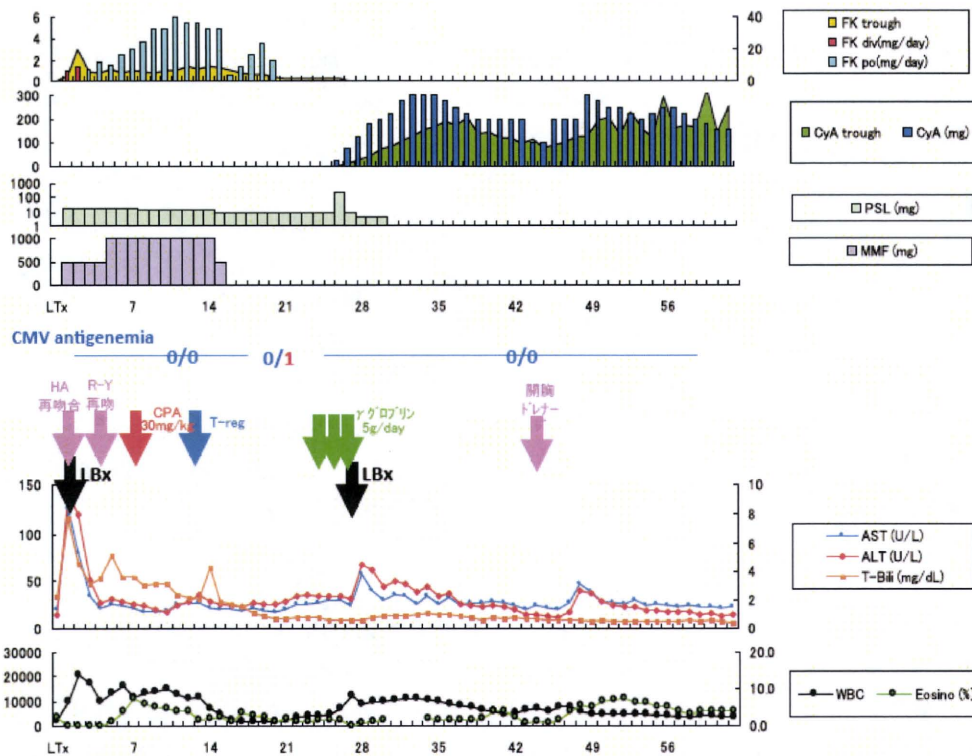 6
4
2
0
40
20
0
FK trough
FK div(mg/day)
FK po(mg/day)
300
200
100
0
CyA trough CyA (mg)
1000
100
10
1
PSL (mg)
1000
500
0
MMF (mg)
LTx 7 14 21 28 35 42 49 56
CMV antigenemia
0/0 0/1 0/0
HA
再吻合
R-Y
再吻
CPA
30mg/kg
T-reg
γグロブリン
5g/day
開胸
ドレナー
LBx LBx
150
100
50
0
10
8
6
4
2
0
AST (U/L)
ALT (U/L)
T-Bili (mg/dL)
30000
20000
10000
0
20.0
10.0
0.0
WBC Eosino (%)
LTx 7 14 21 28 35 42 49 56